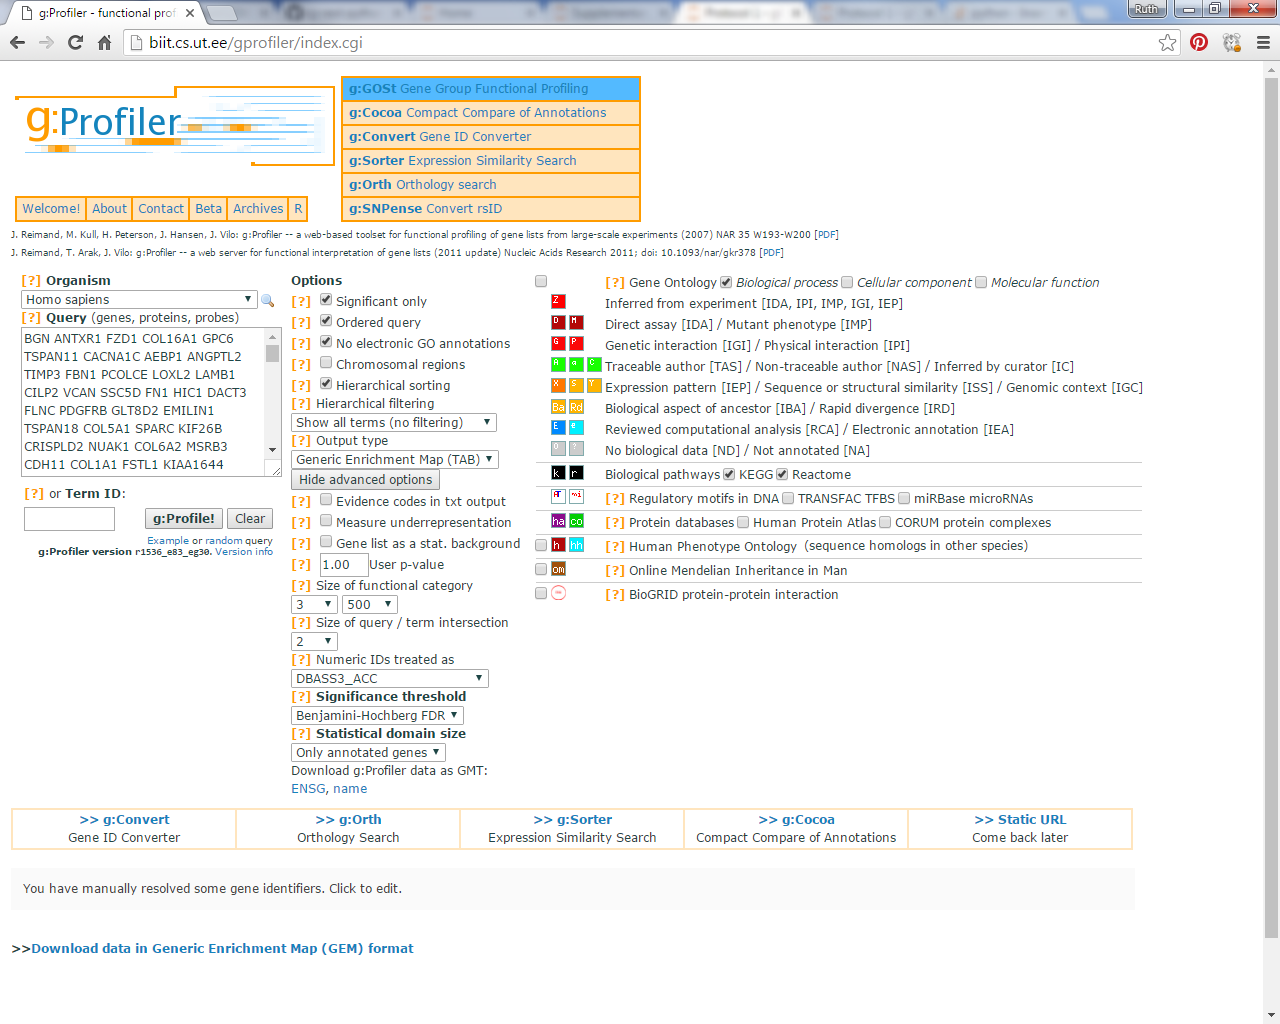 g:Profiler - functional prof
Ruth
biit.cs.ut.ee/gprofiler/index.cgi
g:Profiler
g:GOSt Gene Group Functional Profiling
g:Cocoa Compact Compare of Annotations
g:Convert Gene ID Converter
g:Sorter Expression Similarity Search
g:Orth Orthology search
g:SNPense Convert rsID
Welcome! About Contact Beta Archives R
J. Reimand, M. Kull, H. Peterson, J. Hansen, J. Vilo: g:Profiler -- a web-based toolset for functional profiling of gene lists from large-scale experiments (2007) NAR 35 W193-W200 [PDF]
J. Reimand, T. Arak, J. Vilo: g:Profiler -- a web server for functional interpretation of gene lists (2011 update) Nucleic Acids Research 2011; doi: 10.1093/nar/gkr378 [PDF]
[?] Organism
Homo sapiens
[?] Query (genes, proteins, probes)
BGN ANTXR1 FZD1 COL16A1 GPC6
TSPAN11 CACNA1C AEBP1 ANGPTL2
TIMP3 FBN1 PCOLCE LOXL2 LAMB1
CILP2 VCAN SSC5D FN1 HIC1 DACT3
FLNC PDGFRB GLT8D2 EMILIN1
TSPAN18 COL5A1 SPARC KIF26B
CRISPLD2 NUAK1 COL6A2 MSRB3
CDH11 COL1A1 FSTL1 KIAA1644
[?] or Term ID:
g:Profile! Clear
Example or random query
g:Profiler version r1536_e83_eg30. Version info
Options
[?] Significant only
[?] Ordered query
[?] No electronic GO annotations
[?] Chromosomal regions
[?] Hierarchical sorting
[?] Hierarchical filtering
Show all terms (no filtering)
[?] Output type
Generic Enrichment Map (TAB)
Hide advanced options
[?] Evidence codes in txt output
[?] Measure underrepresentation
[?] Gene list as a stat. background
[?] 1.00 User p-value
[?] Size of functional category
3 500
[?] Size of query / term intersection
2
[?] Numeric IDs treated as
DBASS3_ACC
[?] Significance threshold
Benjamini-Hochberg FDR
[?] Statistical domain size
Only annotated genes
Download g:Profiler data as GMT:
ENSG, name
[?] Gene Ontology Biological process Cellular component Molecular function
Inferred from experiment [IDA, IPI, IMP, IGI, IEP]
Direct assay [IDA] / Mutant phenotype [IMP]
Genetic interaction [IGI] / Physical interaction [IPI]
Traceable author [TAS] / Non-traceable author [NAS] / Inferred by curator [IC]
Expression pattern [IEP] / Sequence or structural similarity [ISS] / Genomic context [IGC]
Ba Rd Biological aspect of ancestor [IBA] / Rapid divergence [IRD]
Reviewed computational analysis [RCA] / Electronic annotation [IEA]
No biological data [ND] / Not annotated [NA]
k r Biological pathways KEGG Reactome
[?] Regulatory motifs in DNA TRANSFAC TFBS miRBase microRNAs
ha co [?] Protein databases Human Protein Atlas CORUM protein complexes
h hh [?] Human Phenotype Ontology (sequence homologs in other species)
om [?] Online Mendelian Inheritance in Man
[?] BioGRID protein-protein interaction
>> g:Convert
Gene ID Converter
>> g:Orth
Orthology Search
>> g:Sorter
Expression Similarity Search
>> g:Cocoa
Compact Compare of Annotations
>> Static URL
Come back later
You have manually resolved some gene identifiers. Click to edit.
>>Download data in Generic Enrichment Map (GEM) format